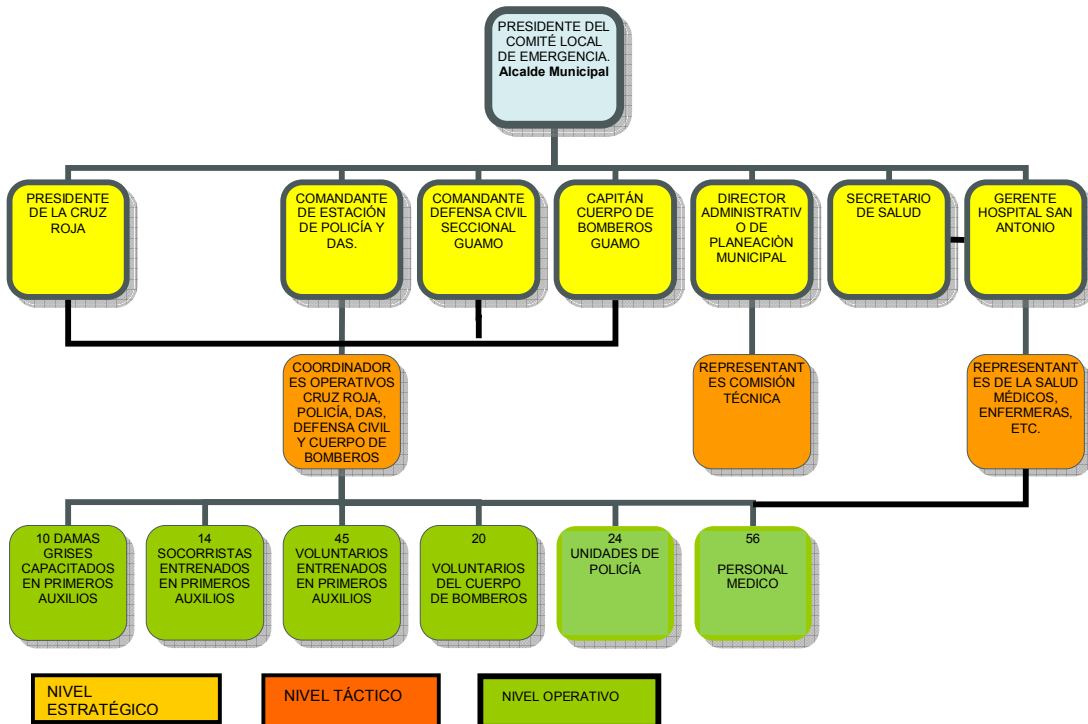 PRESIDENTE DEL
COMITÉ LOCAL
DE EMERGENCIA.
Alcalde Municipal
PRESIDENTE
DE LA CRUZ
ROJA
COMANDANTE
DE ESTACIÓN
DE POLICÍA Y
DAS.
COMANDANTE
DEFENSA CIVIL
SECCIONAL
GUAMO
CAPITÁN
CUERPO DE
BOMBEROS
GUAMO
DIRECTOR
ADMINISTRATIV
O DE
PLANEACIÒN
MUNICIPAL
SECRETARIO
DE SALUD
GERENTE
HOSPITAL SAN
ANTONIO
COORDINADOR
ES OPERATIVOS
CRUZ ROJA,
POLICÍA, DAS,
DEFENSA CIVIL
Y CUERPO DE
BOMBEROS
REPRESENTANT
ES COMISIÓN
TÉCNICA
REPRESENTANT
ES DE LA SALUD
MÉDICOS,
ENFERMERAS,
ETC.
10 DAMAS
GRISES
CAPACITADOS
EN PRIMEROS
AUXILIOS
14
SOCORRISTAS
ENTRENADOS
EN PRIMEROS
AUXILIOS
45
VOLUNTARIOS
ENTRENADOS
EN PRIMEROS
AUXILIOS
20
VOLUNTARIOS
DEL CUERPO
DE BOMBEROS
24
UNIDADES DE
POLICÍA
56
PERSONAL
MEDICO
NIVEL
ESTRATÉGICO
NIVEL TÁCTICO
NIVEL OPERATIVO